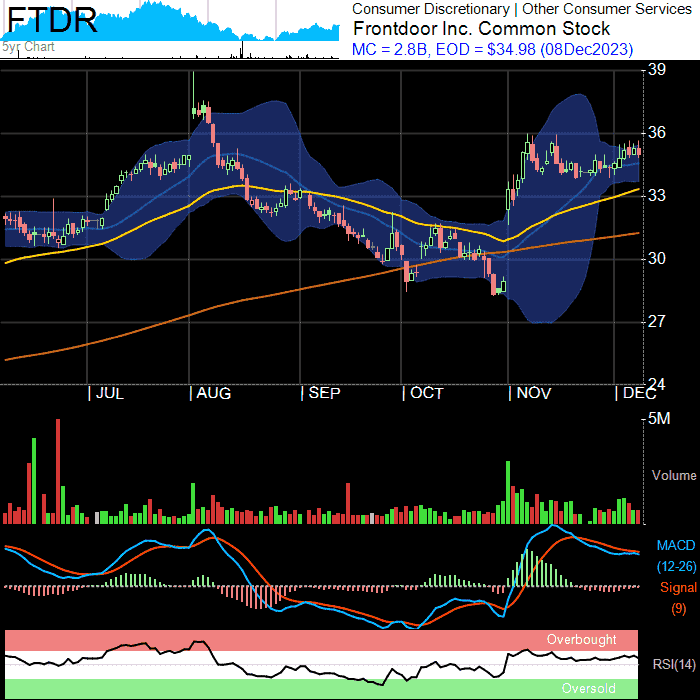 FTDR
5yr Chart
Consumer Discretionary | Other Consumer Services
Frontdoor Inc. Common Stock
MC = 2.8B, EOD = $34.98 (08Dec2023)
39
36
33
30
27
24
| JUL | AUG | SEP | OCT | NOV | DEC
5M
Volume
MACD
(12-26)
Signal
(9)
Overbought
RSI(14)
Oversold